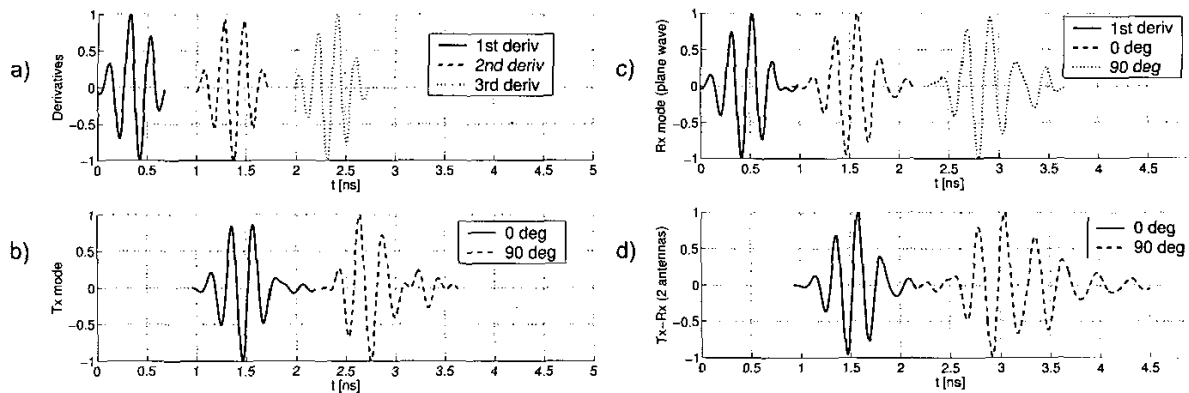 a)
Derivatives
1
0.5
0
−0.5
−1
1st deriv
2nd deriv
3rd deriv
0 0.5 1 1.5 2 2.5 3 3.5 4 4.5 5
t [ns]
b)
Tx mode
1
0.5
0
−0.5
−1
0 deg
90 deg
0 0.5 1 1.5 2 2.5 3 3.5 4 4.5 5
t [ns]
c)
Rx mode (plane wave)
1
0.5
0
−0.5
−1
1st deriv
0 deg
90 deg
0 0.5 1 1.5 2 2.5 3 3.5 4 4.5
t [ns]
d)
Tx−Rx (2 antennas)
1
0.5
0
−0.5
−1
0 deg
90 deg
0 0.5 1 1.5 2 2.5 3 3.5 4 4.5
t [ns]